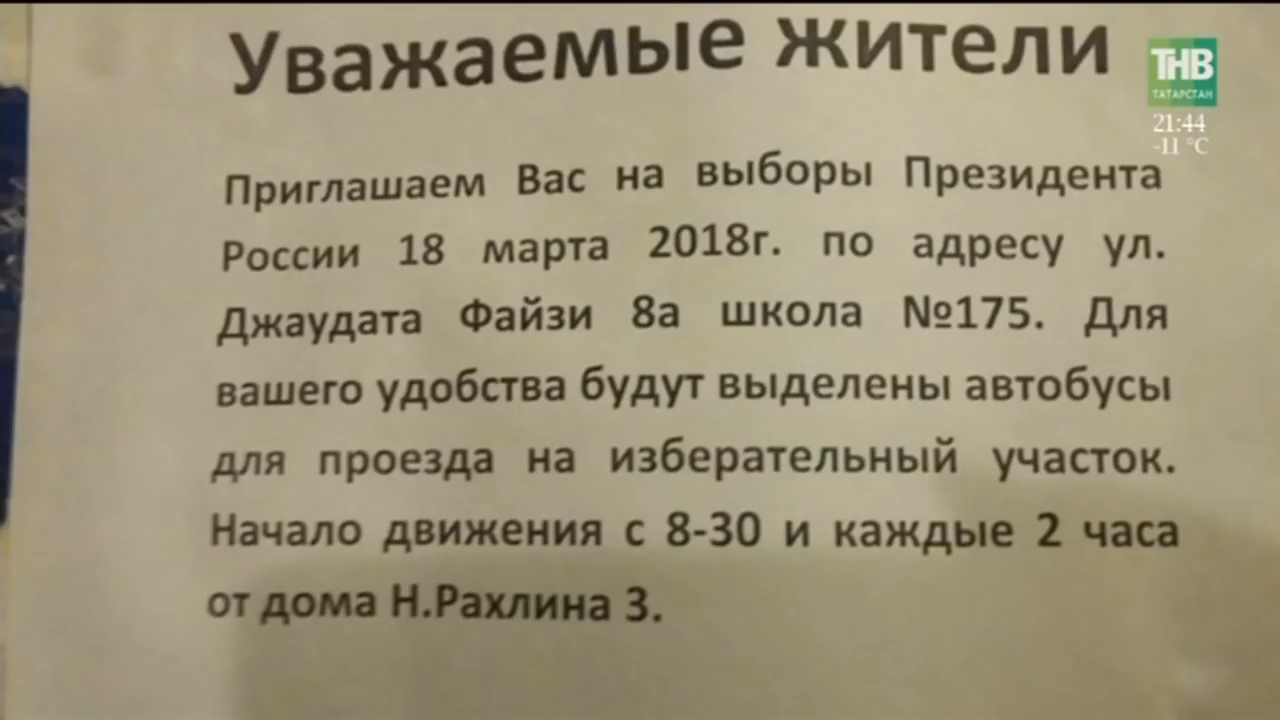 Уважаемые жители
ТНВ
ТАТАРСТАН
21:44
-11 °C
Приглашаем Вас на выборы Президента
России 18 марта 2018г. по адресу ул.
Джаудата Файзи 8а школа №175. Для
вашего удобства будут выделены автобусы
для проезда на изберательный участок.
Начало движения с 8-30 и каждые 2 часа
от дома Н.Рахлина 3.